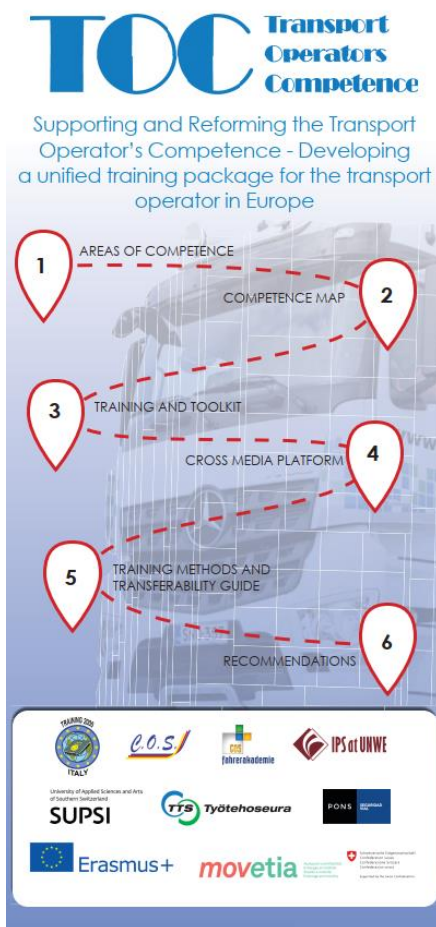 TOC
Transport
Operators
Competence
Supporting and Reforming the Transport
Operator's Competence - Developing
a unified training package for the transport
operator in Europe
1
AREAS OF COMPETENCE
COMPETENCE MAP
2
3
TRAINING AND TOOLKIT
CROSS MEDIA PLATFORM
4
5
TRAINING METHODS AND
TRANSFERABILITY GUIDE
6
RECOMMENDATIONS
TRAINING 2000
ITALY
C.O.S.
cns
fahrerakademie
IPS at UNWE
University of Applied Sciences and Arts
of Southern Switzerland
SUPSI
TTS Työtehoseura
PONS
Erasmus+
movetia